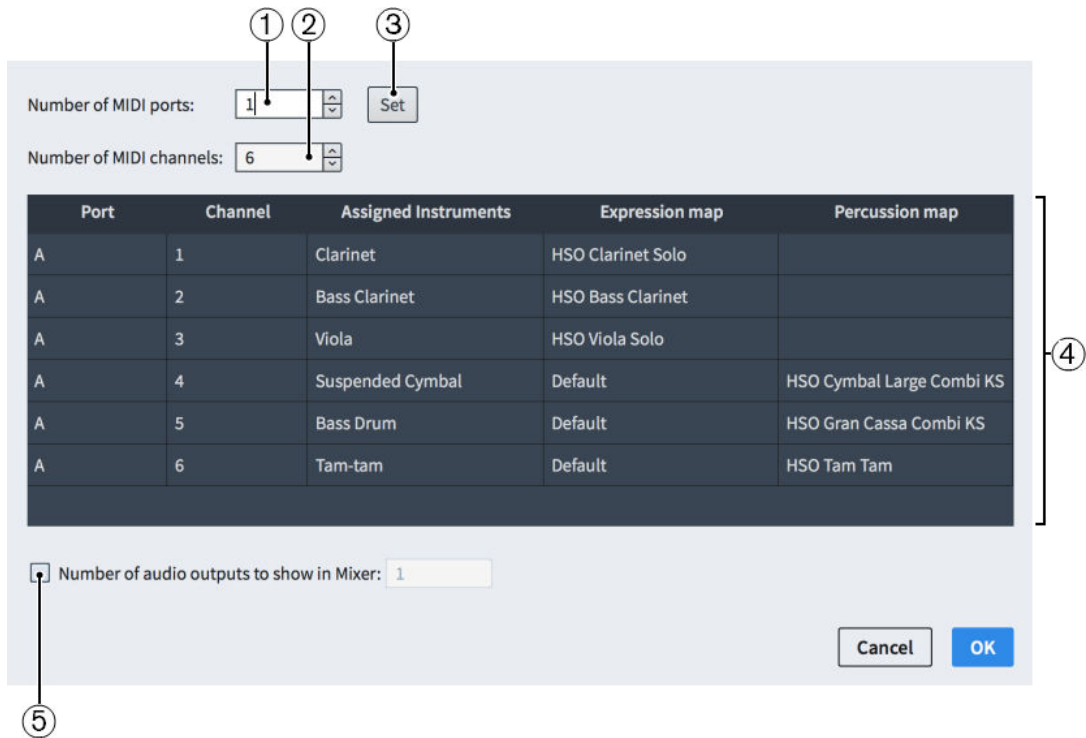 ① ② ③
Number of MIDI ports: 1 Set
Number of MIDI channels: 6
Port Channel Assigned Instruments Expression map Percussion map
A 1 Clarinet HSO Clarinet Solo
A 2 Bass Clarinet HSO Bass Clarinet
A 3 Viola HSO Viola Solo
④
A 4 Suspended Cymbal Default HSO Cymbal Large Combi KS
A 5 Bass Drum Default HSO Gran Cassa Combi KS
A 6 Tam-tam Default HSO Tam Tam
Number of audio outputs to show in Mixer: 1
Cancel OK
⑤